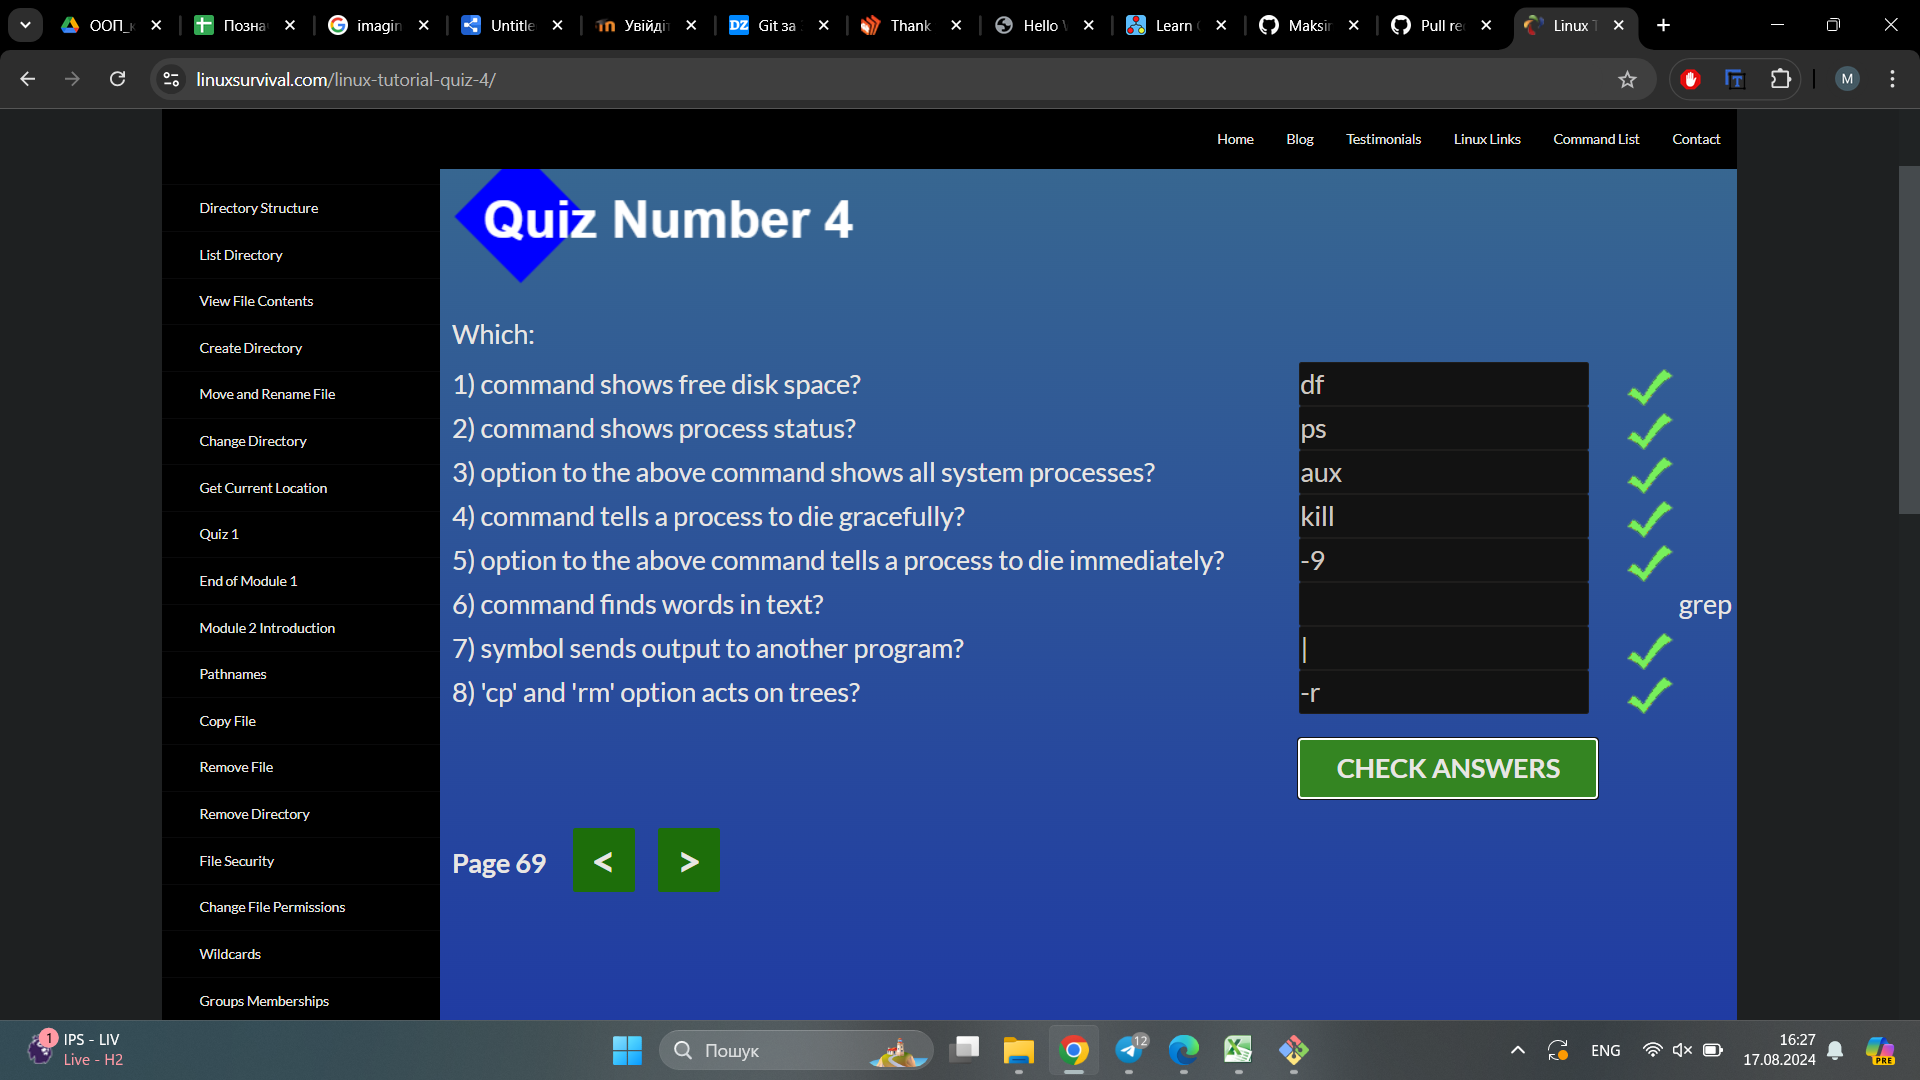 ООП_к
Позна
imagin
Untitle
Увійді
DZ Git за
Thank
Hello
Learn
Maksi
Pull re
Linux
linuxsurvival.com/linux-tutorial-quiz-4/
M
Home Blog Testimonials Linux Links Command List Contact
Directory Structure
List Directory
View File Contents
Create Directory
Move and Rename File
Change Directory
Get Current Location
Quiz 1
End of Module 1
Module 2 Introduction
Pathnames
Copy File
Remove File
Remove Directory
File Security
Change File Permissions
Wildcards
Groups Memberships
Quiz Number 4
Which:
1) command shows free disk space? df
2) command shows process status? ps
3) option to the above command shows all system processes? aux
4) command tells a process to die gracefully? kill
5) option to the above command tells a process to die immediately? -9
6) command finds words in text? grep
7) symbol sends output to another program? |
8) 'cp' and 'rm' option acts on trees? -r
CHECK ANSWERS
Page 69 < >
1 IPS - LIV
Live - H2
Пошук
12
ENG
16:27
17.08.2024
PRE